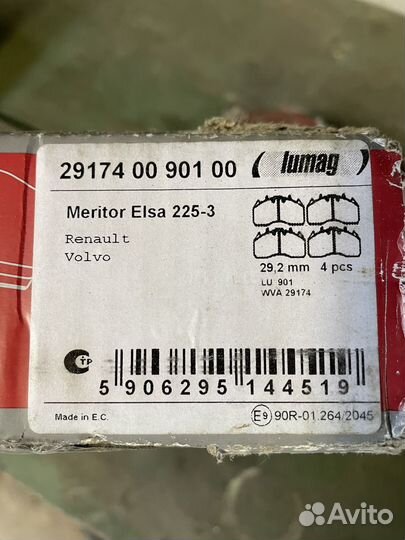 29174 00 901 00 lumag
Meritor Elsa 225-3
Renault
Volvo
29,2 mm 4 pcs
LU 901
WVA 29174
C TP
5 906295 144519
Made in E.C.
E9 90R-01.264/2045
Avito